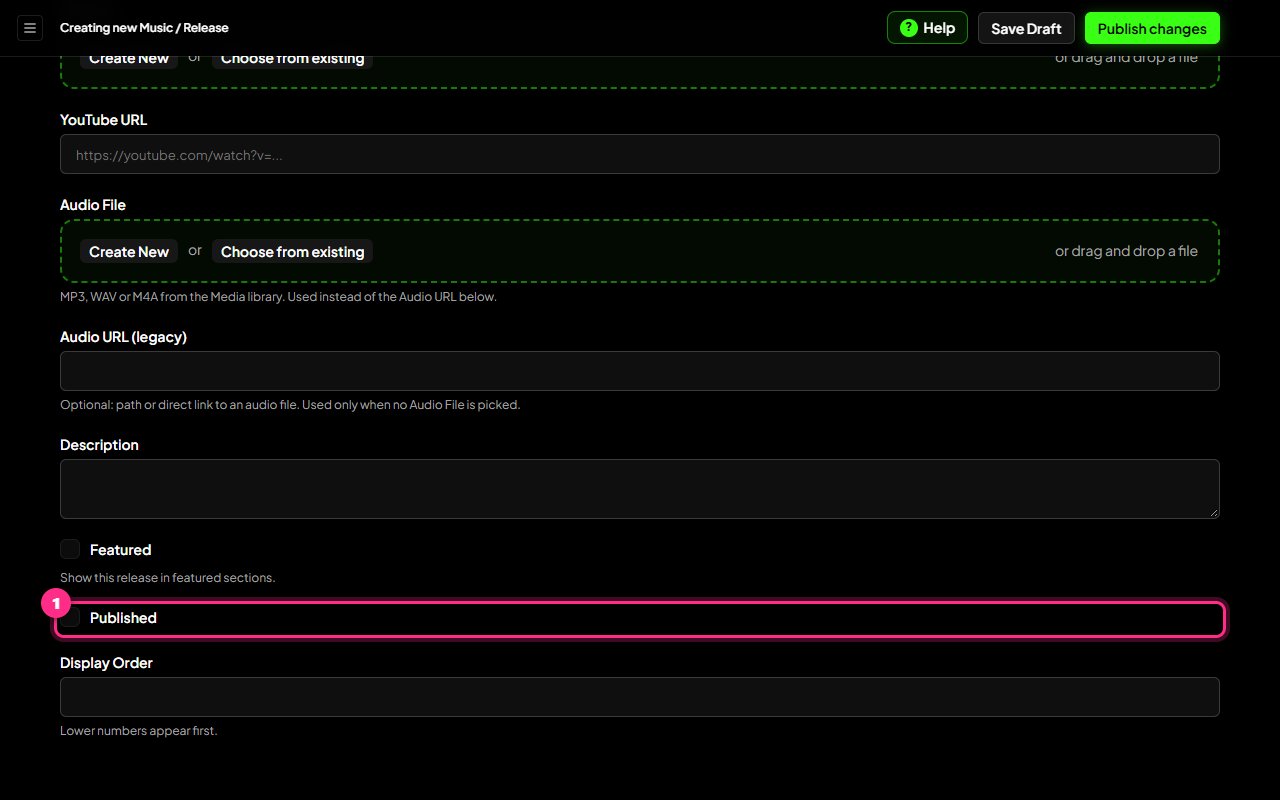 Creating new Music / Release
? Help
Save Draft
Publish changes
Create New or Choose from existing
or drag and drop a file
YouTube URL
https://youtube.com/watch?v=...
Audio File
Create New or Choose from existing
or drag and drop a file
MP3, WAV or M4A from the Media library. Used instead of the Audio URL below.
Audio URL (legacy)
Optional: path or direct link to an audio file. Used only when no Audio File is picked.
Description
Featured
Show this release in featured sections.
1
Published
Display Order
Lower numbers appear first.